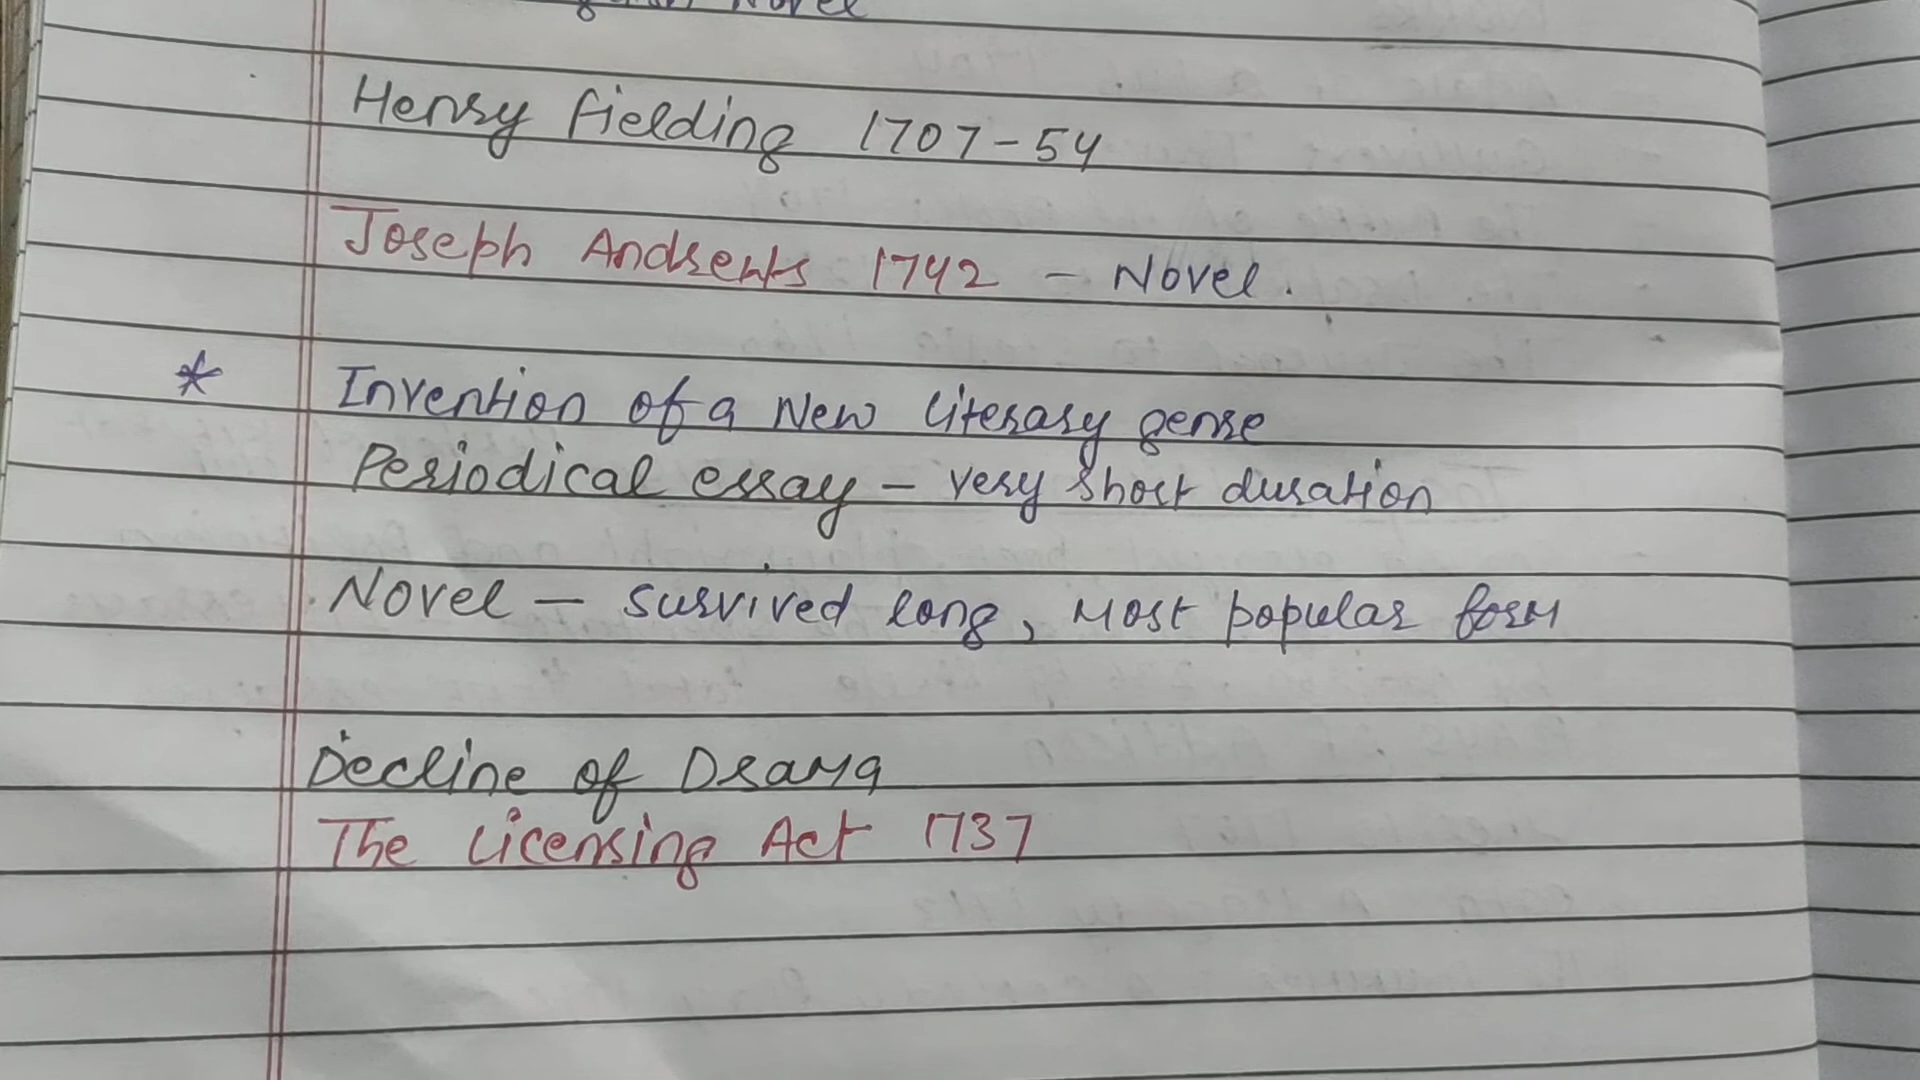 Novel
Henry Fielding 1707-54
Joseph Andrews 1742 - Novel.
* Invention of a New literary genre
Periodical essay - very short duration
Novel - survived long, Most popular form
Decline of Drama
The Licensing Act 1737